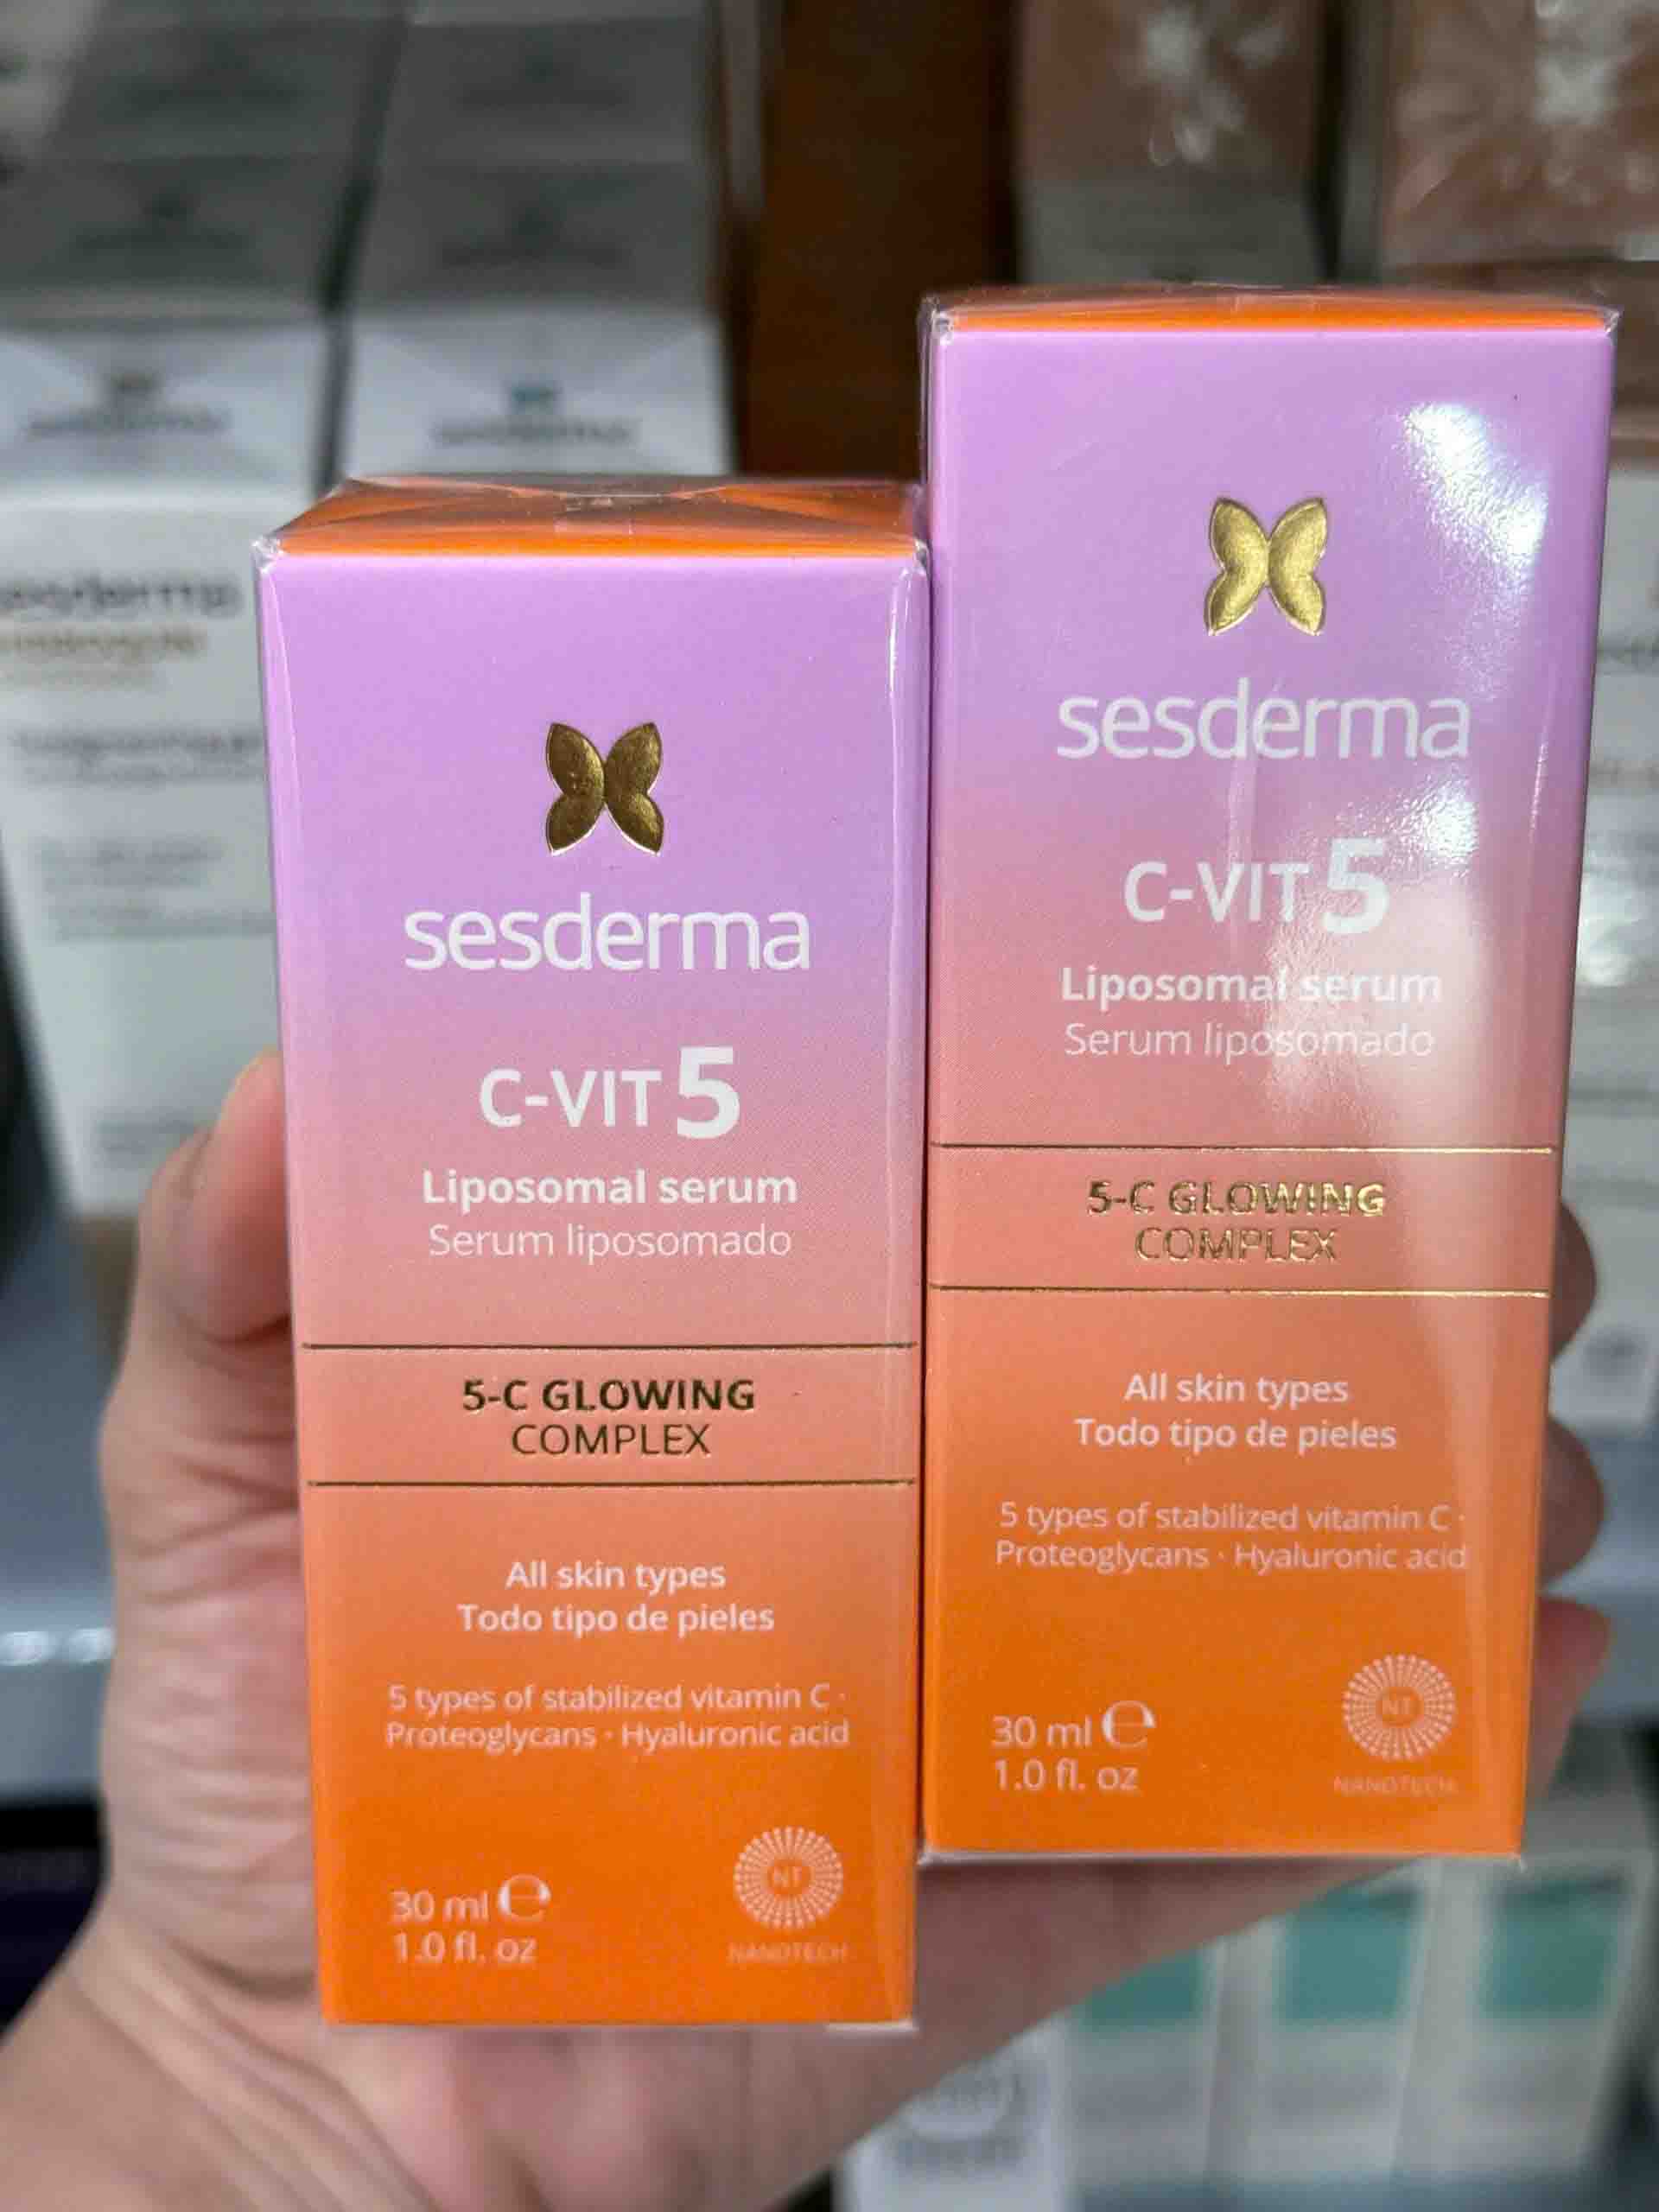 sesderma
C-VIT 5
Liposomal serum
Serum liposomado
5-C GLOWING
COMPLEX
All skin types
Todo tipo de pieles
5 types of stabilized vitamin C ·
Proteoglycans · Hyaluronic acid
30 ml ℮
1.0 fl. oz
NT
NANOTECH
sesderma
C-VIT 5
Liposomal serum
Serum liposomado
5-C GLOWING
COMPLEX
All skin types
Todo tipo de pieles
5 types of stabilized vitamin C ·
Proteoglycans · Hyaluronic acid
30 ml ℮
1.0 fl. oz
NT
NANOTECH
sesderma
sesderma